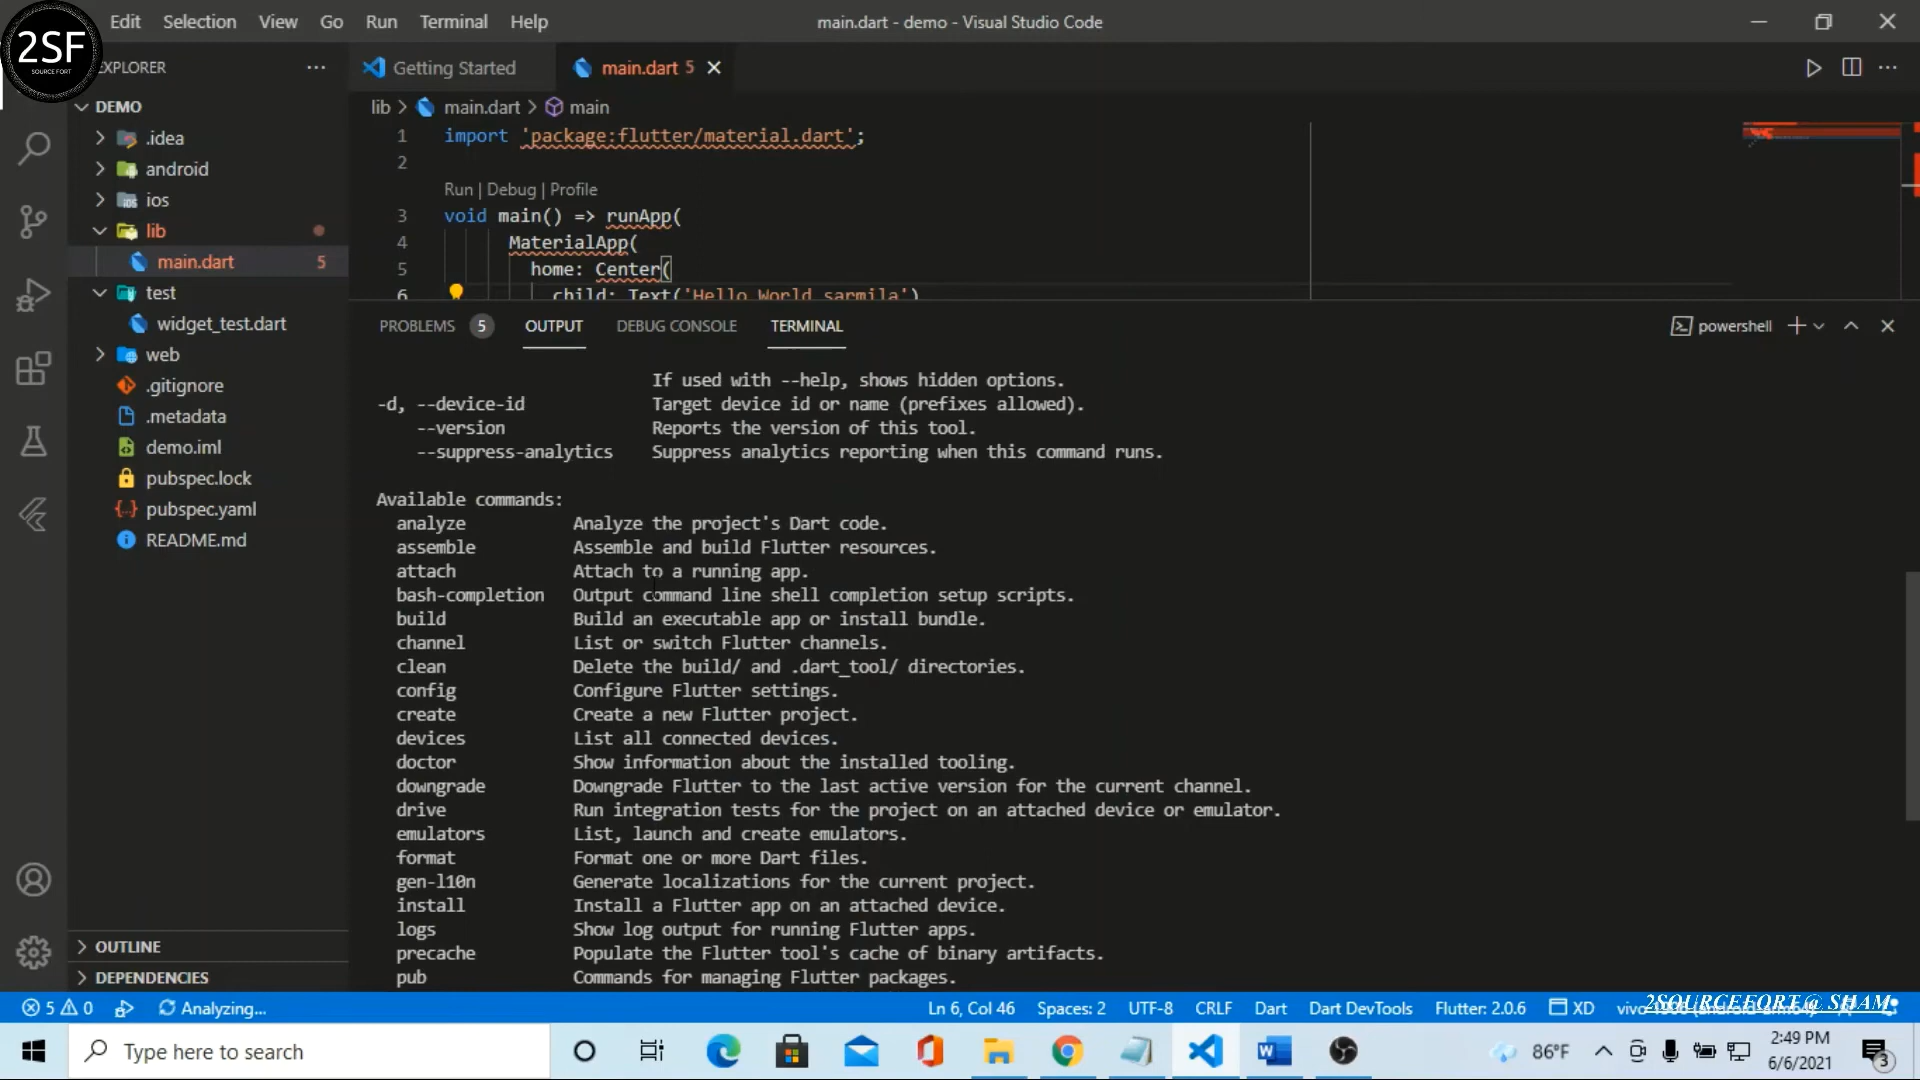 2SF
SOURCE FORT
Edit Selection View Go Run Terminal Help
main.dart - demo - Visual Studio Code
EXPLORER
Getting Started
main.dart 5
DEMO
.idea
android
ios
lib
main.dart 5
test
widget_test.dart
web
.gitignore
.metadata
demo.iml
pubspec.lock
pubspec.yaml
README.md
OUTLINE
DEPENDENCIES
lib > main.dart > main
1 import 'package:flutter/material.dart';
2
Run | Debug | Profile
3 void main() => runApp(
4 MaterialApp(
5 home: Center(
6 child: Text('Hello World sarmila')
PROBLEMS 5 OUTPUT DEBUG CONSOLE TERMINAL
powershell
If used with --help, shows hidden options.
-d, --device-id Target device id or name (prefixes allowed).
--version Reports the version of this tool.
--suppress-analytics Suppress analytics reporting when this command runs.
Available commands:
analyze Analyze the project's Dart code.
assemble Assemble and build Flutter resources.
attach Attach to a running app.
bash-completion Output command line shell completion setup scripts.
build Build an executable app or install bundle.
channel List or switch Flutter channels.
clean Delete the build/ and .dart_tool/ directories.
config Configure Flutter settings.
create Create a new Flutter project.
devices List all connected devices.
doctor Show information about the installed tooling.
downgrade Downgrade Flutter to the last active version for the current channel.
drive Run integration tests for the project on an attached device or emulator.
emulators List, launch and create emulators.
format Format one or more Dart files.
gen-l10n Generate localizations for the current project.
install Install a Flutter app on an attached device.
logs Show log output for running Flutter apps.
precache Populate the Flutter tool's cache of binary artifacts.
pub Commands for managing Flutter packages.
5 0 Analyzing... Ln 6, Col 46 Spaces: 2 UTF-8 CRLF Dart Dart DevTools Flutter: 2.0.6 XD
2SOURCEFORT@ SHAM
Type here to search
86°F
2:49 PM
6/6/2021
3